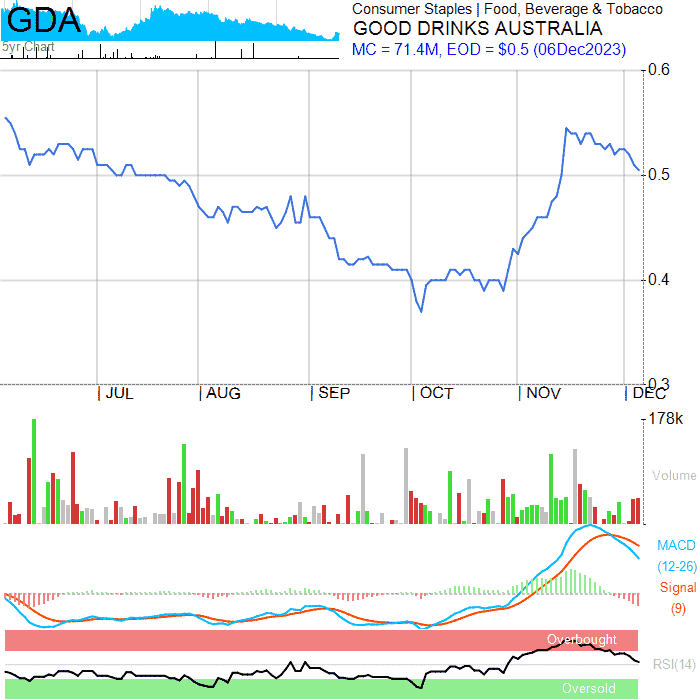 GDA
5yr Chart
Consumer Staples | Food, Beverage & Tobacco
GOOD DRINKS AUSTRALIA
MC = 71.4M, EOD = $0.5 (06Dec2023)
0.6
0.5
0.4
0.3
| JUL | AUG | SEP | OCT | NOV | DEC
178k
Volume
MACD
(12-26)
Signal
(9)
Overbought
RSI(14)
Oversold